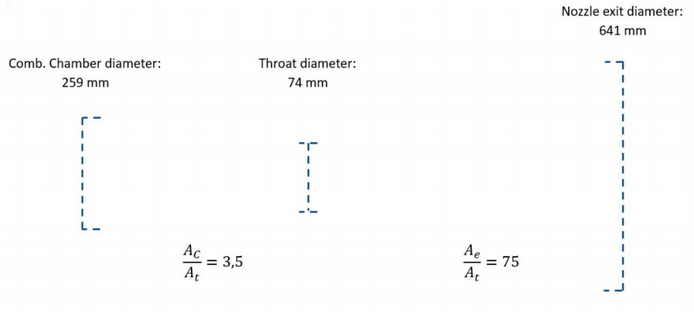 Nozzle exit diameter:
641 mm
Comb. Chamber diameter:
259 mm
Throat diameter:
74 mm
A_C/A_t = 3,5
A_e/A_t = 75